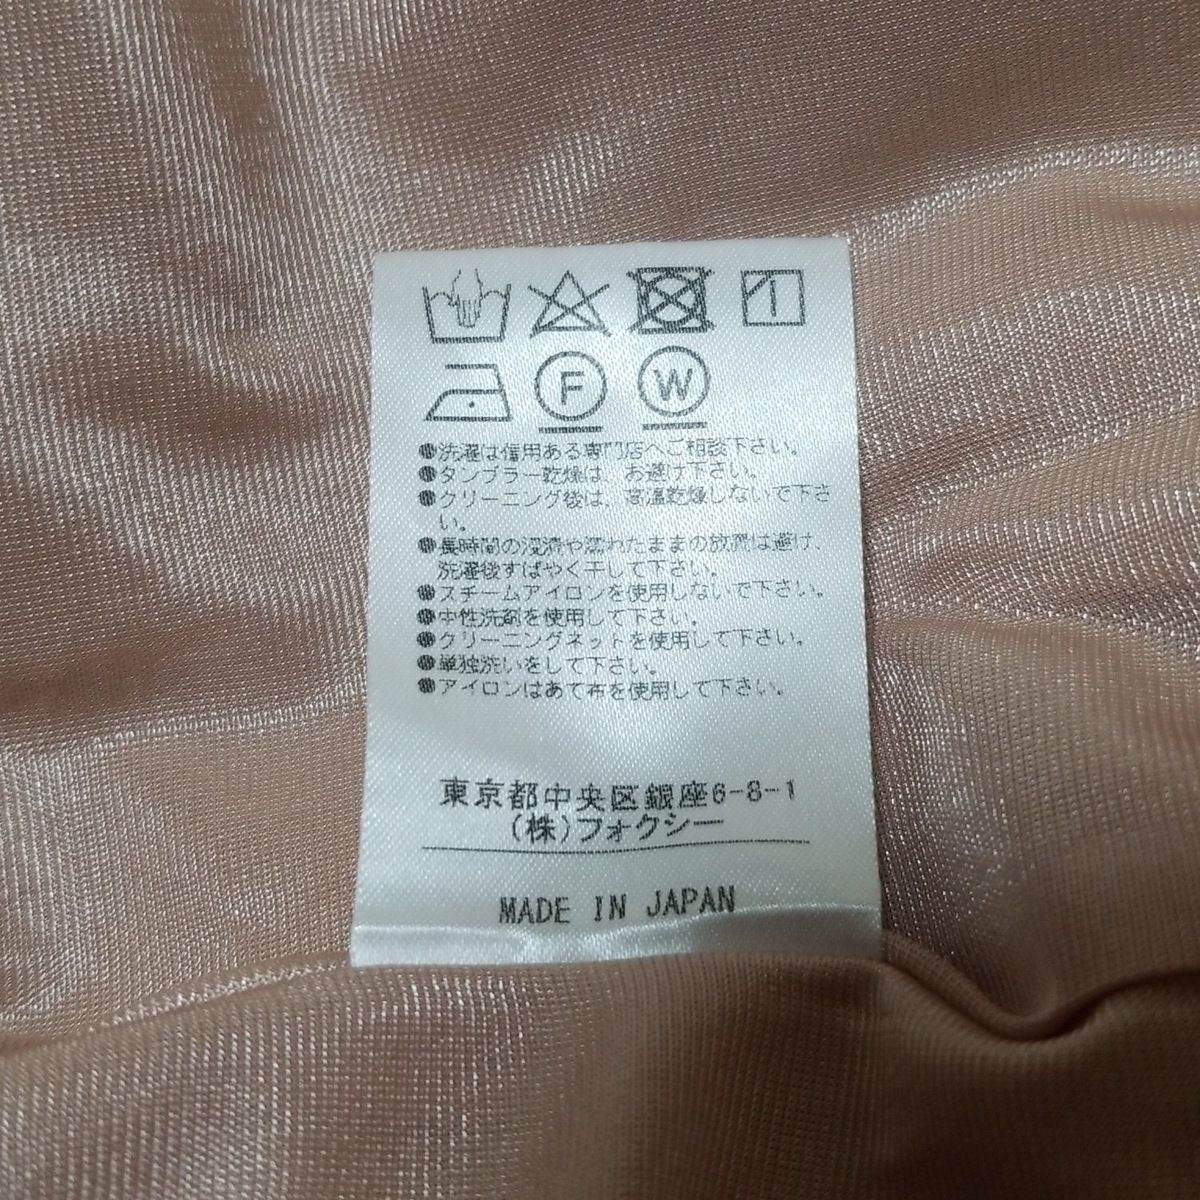 F W
●洗濯は信用ある専門店へご相談下さい。
●タンブラー乾燥は、お避け下さい。
●クリーニング後は、高温乾燥しないで下さ
い。
●長時間の浸漬や濡れたままの放置は避け、
洗濯後すばやく干して下さい。
●スチームアイロンを使用しないで下さい。
●中性洗剤を使用して下さい。
●クリーニングネットを使用して下さい。
●単独洗いをして下さい。
●アイロンはあて布を使用して下さい。
東京都中央区銀座6-8-1
(株)フォクシー
MADE IN JAPAN